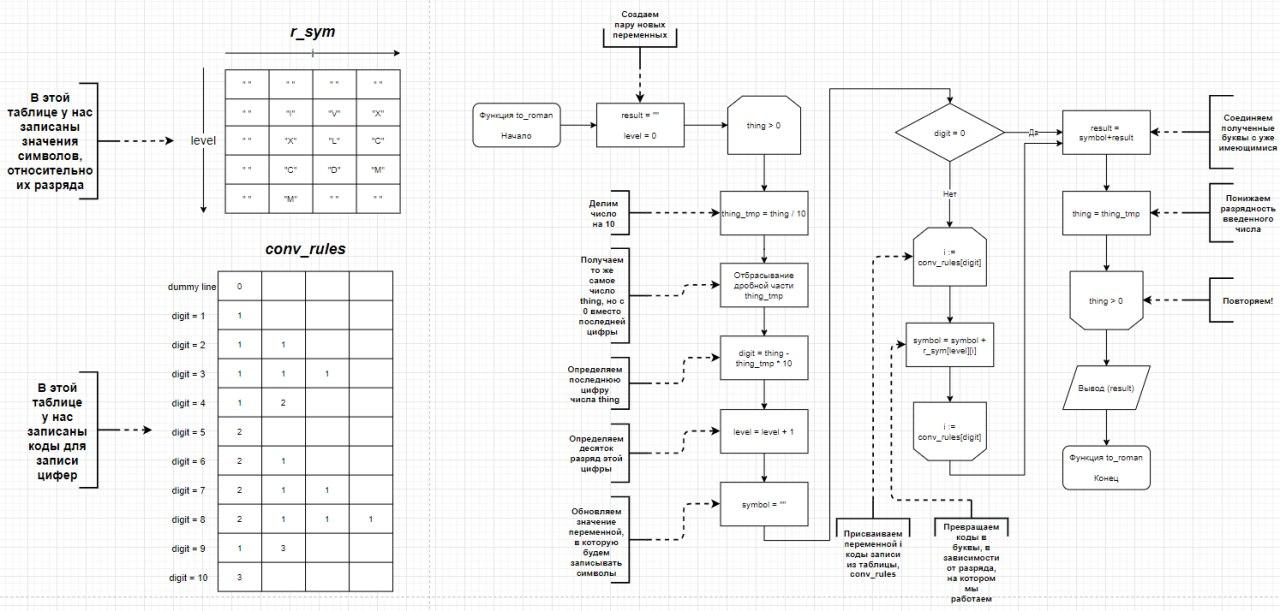 r_sym
В этой
таблице у нас
записаны
значения
символов,
относительно
их разряда
level
" " " " " " " "
" " "I" "V" "X"
" " "X" "L" "C"
" " "C" "D" "M"
" " "M" " " " "
conv_rules
В этой
таблице
у нас
записаны
коды для
записи
цифер
dummy line 0
digit = 1 1
digit = 2 1 1
digit = 3 1 1 1
digit = 4 1 2
digit = 5 2
digit = 6 2 1
digit = 7 2 1 1
digit = 8 2 1 1 1
digit = 9 1 3
digit = 10 3
Создаем
пару новых
переменных
Функция to_roman
Начало
result = ""
level = 0
thing > 0
Делим
число
на 10
thing_tmp = thing / 10
Получаем
то же
самое
число
thing, но с
0 вместо
последней
цифры
Отбрасывание
дробной части
thing_tmp
Определяем
последнюю
цифру
числа thing
digit = thing -
thing_tmp * 10
Определяем
десяток
разряд этой
цифры
level = level + 1
Обновляем
значение
переменной,
в которую
будем
записывать
символы
symbol = ""
digit = 0
Да
Нет
i :=
conv_rules[digit]
symbol = symbol +
r_sym[level][i]
i :=
conv_rules[digit]
Присваиваем
переменной i
коды записи
из таблицы,
conv_rules
Превращаем
коды в
буквы, в
зависимости
от разряда,
на котором
мы
работаем
result =
symbol+result
Соединяем
полученные
буквы с уже
имеющимися
thing = thing_tmp
Понижаем
разрядность
введенного
числа
thing > 0
Повторяем!
Вывод (result)
Функция to_roman
Конец